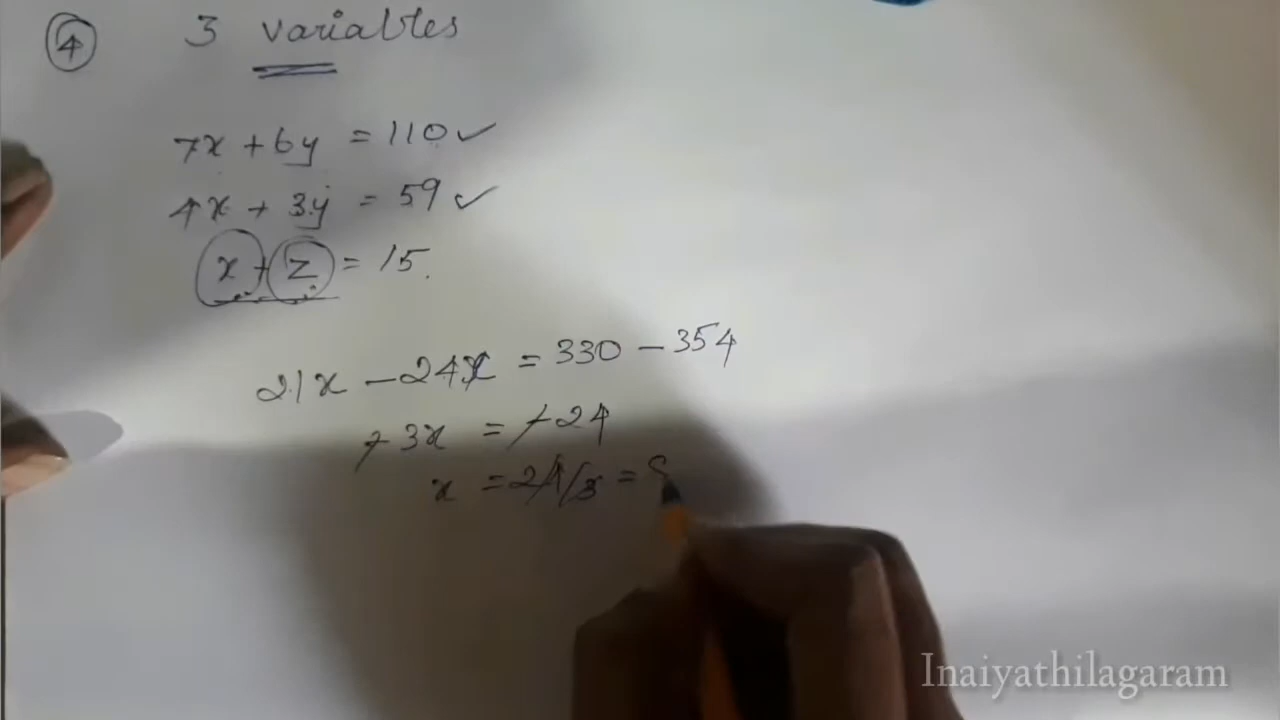 ④ 3 variables
7x + 6y = 110 ✓
4x + 3y = 59 ✓
x + z = 15.
21x - 24x = 330 - 354
-3x = -24
x = 24/3 =
Inaiyathilagaram